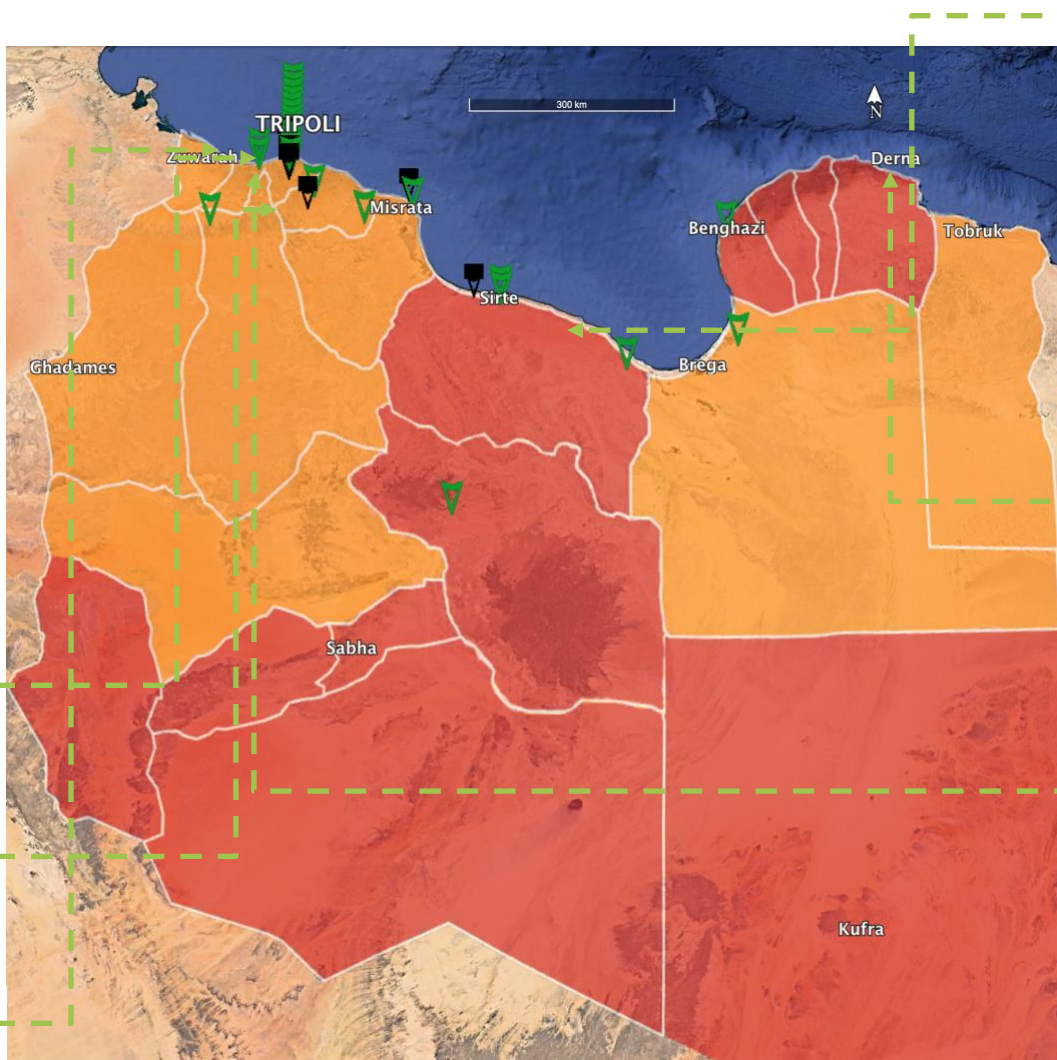 300 km
N
TRIPOLI
Zuwarah
Derna
Misrata
Benghazi
Tobruk
Sirte
Ghadames
Brega
Sabha
Kufra